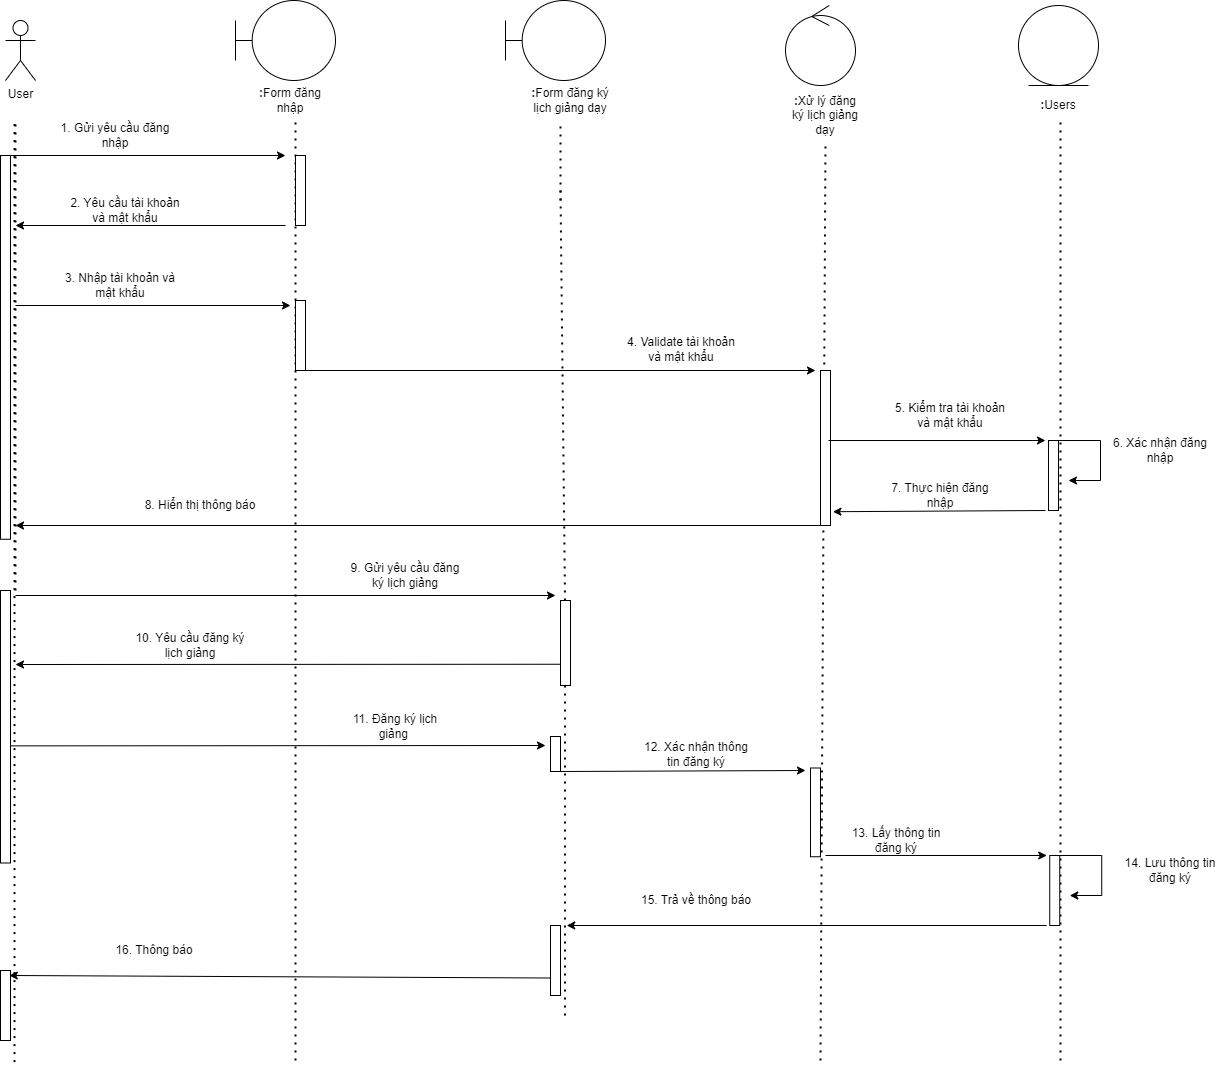 User
:Form đăng
nhập
:Form đăng ký
lịch giảng dạy
:Xử lý đăng
ký lịch giảng
dạy
:Users
1. Gửi yêu cầu đăng
nhập
2. Yêu cầu tài khoản
và mật khẩu
3. Nhập tài khoản và
mật khẩu
4. Validate tài khoản
và mật khẩu
5. Kiểm tra tài khoản
và mật khẩu
6. Xác nhận đăng
nhập
7. Thực hiện đăng
nhập
8. Hiển thị thông báo
9. Gửi yêu cầu đăng
ký lịch giảng
10. Yêu cầu đăng ký
lịch giảng
11. Đăng ký lịch
giảng
12. Xác nhận thông
tin đăng ký
13. Lấy thông tin
đăng ký
14. Lưu thông tin
đăng ký
15. Trả về thông báo
16. Thông báo